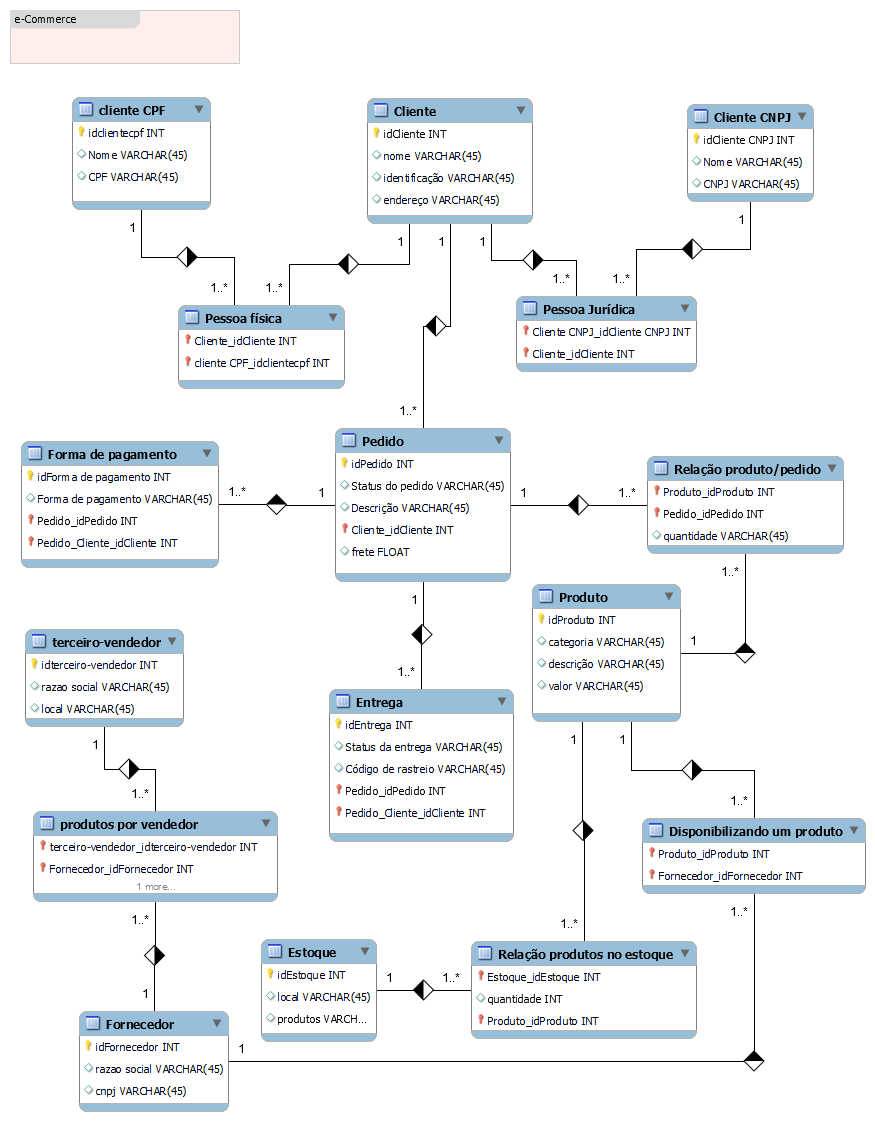 e-Commerce
cliente CPF
idclientecpf INT
Nome VARCHAR(45)
CPF VARCHAR(45)
Cliente
idCliente INT
nome VARCHAR(45)
identificação VARCHAR(45)
endereço VARCHAR(45)
Cliente CNPJ
idCliente CNPJ INT
Nome VARCHAR(45)
CNPJ VARCHAR(45)
1
1
1
1
1
1..*
1..*
1..*
1..*
Pessoa física
Cliente_idCliente INT
cliente CPF_idclientecpf INT
Pessoa Jurídica
Cliente CNPJ_idCliente CNPJ INT
Cliente_idCliente INT
1..*
Forma de pagamento
idForma de pagamento INT
Forma de pagamento VARCHAR(45)
Pedido_idPedido INT
Pedido_Cliente_idCliente INT
1..*
1
Pedido
idPedido INT
Status do pedido VARCHAR(45)
Descrição VARCHAR(45)
Cliente_idCliente INT
frete FLOAT
1
1..*
Relação produto/pedido
Produto_idProduto INT
Pedido_idPedido INT
quantidade VARCHAR(45)
1..*
1
1..*
Produto
idProduto INT
categoria VARCHAR(45)
descrição VARCHAR(45)
valor VARCHAR(45)
1
terceiro-vendedor
idterceiro-vendedor INT
razao social VARCHAR(45)
local VARCHAR(45)
Entrega
idEntrega INT
Status da entrega VARCHAR(45)
Código de rastreio VARCHAR(45)
Pedido_idPedido INT
Pedido_Cliente_idCliente INT
1
1
1
1..*
1..*
produtos por vendedor
terceiro-vendedor_idterceiro-vendedor INT
Fornecedor_idFornecedor INT
1 more...
Disponibilizando um produto
Produto_idProduto INT
Fornecedor_idFornecedor INT
1..*
1..*
1..*
Estoque
idEstoque INT
local VARCHAR(45)
produtos VARCH...
1
1..*
Relação produtos no estoque
Estoque_idEstoque INT
quantidade INT
Produto_idProduto INT
1
Fornecedor
idFornecedor INT
razao social VARCHAR(45)
cnpj VARCHAR(45)
1